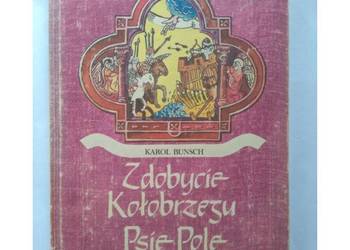 KAROL BUNSCH
Zdobycie
Kołobrzegu
Psie Pole